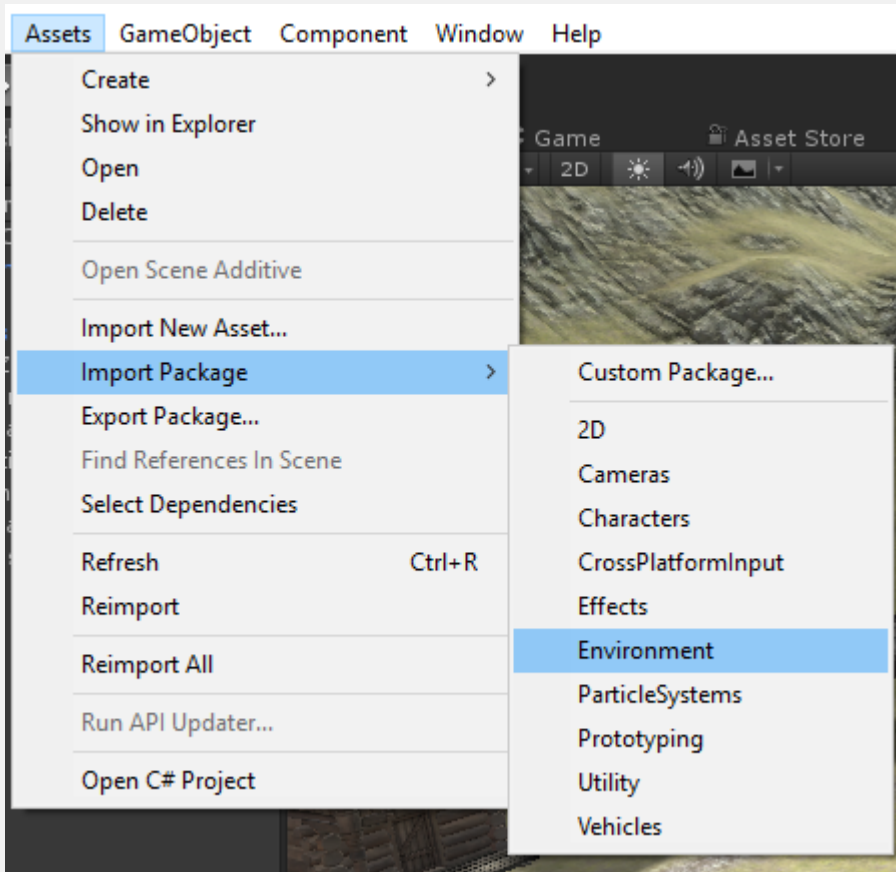 Assets GameObject Component Window Help
Create
Show in Explorer
Open
Delete
Open Scene Additive
Import New Asset...
Import Package
Export Package...
Find References In Scene
Select Dependencies
Refresh Ctrl+R
Reimport
Reimport All
Run API Updater...
Open C# Project
Game Asset Store
2D
Custom Package...
2D
Cameras
Characters
CrossPlatformInput
Effects
Environment
ParticleSystems
Prototyping
Utility
Vehicles